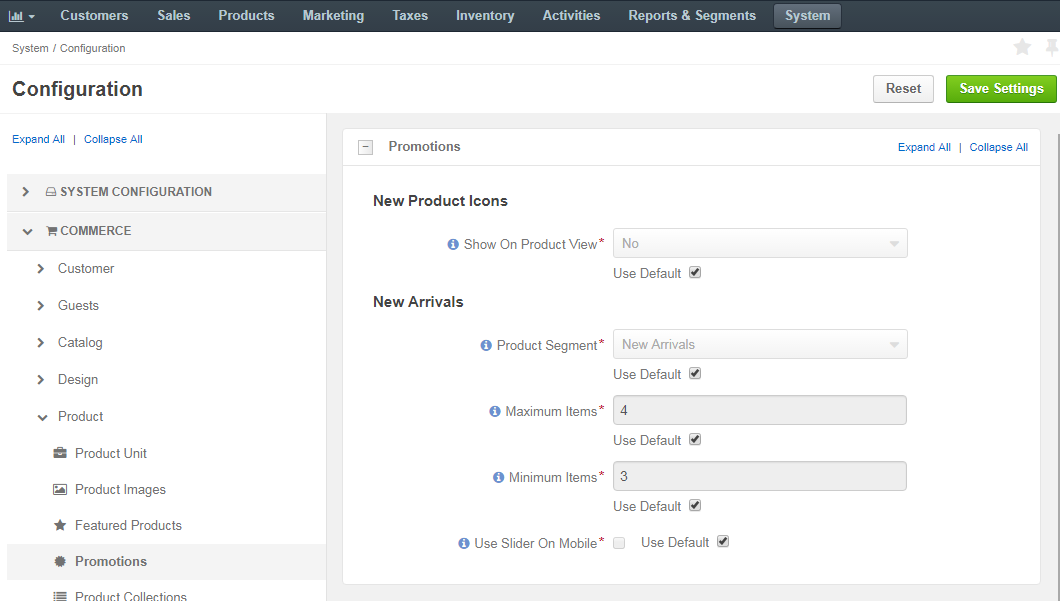 Customers Sales Products Marketing Taxes Inventory Activities Reports & Segments System
System / Configuration
Configuration
Reset Save Settings
Expand All | Collapse All
SYSTEM CONFIGURATION
COMMERCE
Customer
Guests
Catalog
Design
Product
Product Unit
Product Images
Featured Products
Promotions
Product Collections
Promotions Expand All | Collapse All
New Product Icons
Show On Product View* No
Use Default
New Arrivals
Product Segment* New Arrivals
Use Default
Maximum Items* 4
Use Default
Minimum Items* 3
Use Default
Use Slider On Mobile* Use Default